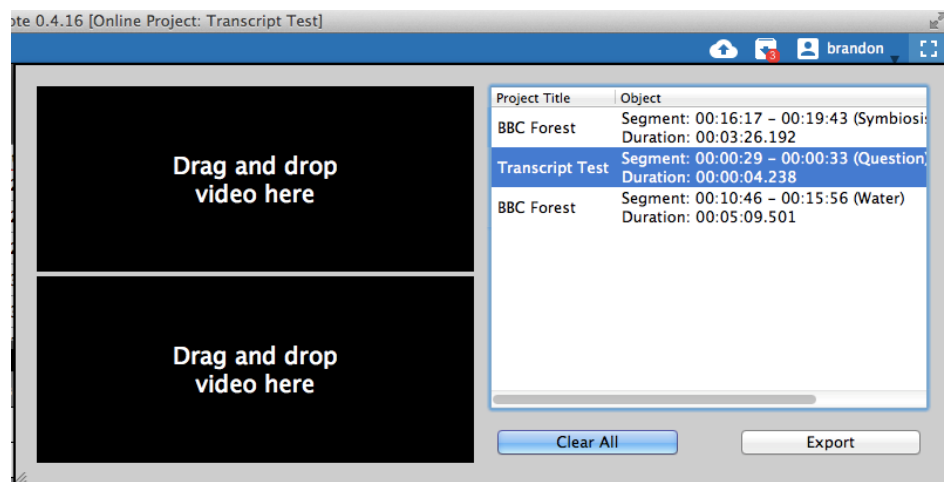 ote 0.4.16 [Online Project: Transcript Test]
3 brandon
Drag and drop
video here
Drag and drop
video here
Project Title Object
BBC Forest Segment: 00:16:17 – 00:19:43 (Symbiosi
Duration: 00:03:26.192
Transcript Test Segment: 00:00:29 – 00:00:33 (Question)
Duration: 00:00:04.238
BBC Forest Segment: 00:10:46 – 00:15:56 (Water)
Duration: 00:05:09.501
Clear All Export